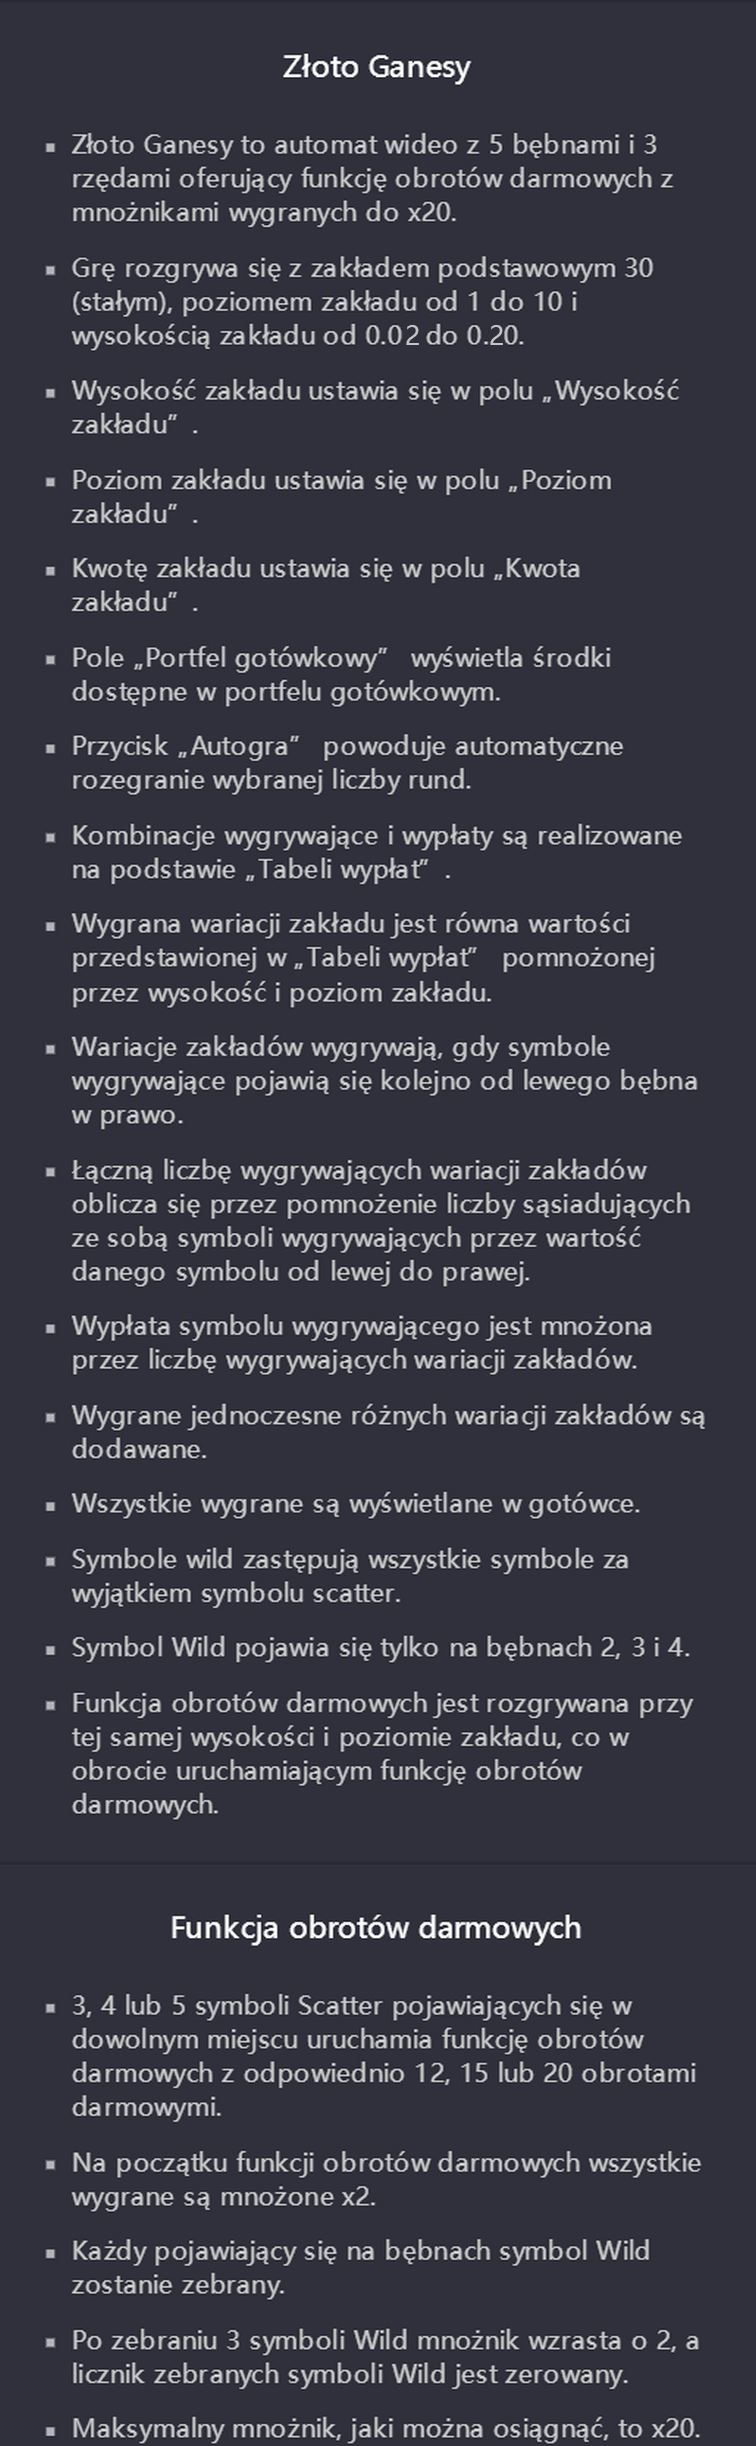 Złoto Ganesy
▪ Złoto Ganesy to automat wideo z 5 bębnami i 3
rzędami oferujący funkcję obrotów darmowych z
mnożnikami wygranych do x20.
▪ Grę rozgrywa się z zakładem podstawowym 30
(stałym), poziomem zakładu od 1 do 10 i
wysokością zakładu od 0.02 do 0.20.
▪ Wysokość zakładu ustawia się w polu „Wysokość
zakładu” .
▪ Poziom zakładu ustawia się w polu „Poziom
zakładu” .
▪ Kwotę zakładu ustawia się w polu „Kwota
zakładu” .
▪ Pole „Portfel gotówkowy” wyświetla środki
dostępne w portfelu gotówkowym.
▪ Przycisk „Autogra” powoduje automatyczne
rozegranie wybranej liczby rund.
▪ Kombinacje wygrywające i wypłaty są realizowane
na podstawie „Tabeli wypłat” .
▪ Wygrana wariacji zakładu jest równa wartości
przedstawionej w „Tabeli wypłat” pomnożonej
przez wysokość i poziom zakładu.
▪ Wariacje zakładów wygrywają, gdy symbole
wygrywające pojawią się kolejno od lewego bębna
w prawo.
▪ Łączną liczbę wygrywających wariacji zakładów
oblicza się przez pomnożenie liczby sąsiadujących
ze sobą symboli wygrywających przez wartość
danego symbolu od lewej do prawej.
▪ Wypłata symbolu wygrywającego jest mnożona
przez liczbę wygrywających wariacji zakładów.
▪ Wygrane jednoczesne różnych wariacji zakładów są
dodawane.
▪ Wszystkie wygrane są wyświetlane w gotówce.
▪ Symbole wild zastępują wszystkie symbole za
wyjątkiem symbolu scatter.
▪ Symbol Wild pojawia się tylko na bębnach 2, 3 i 4.
▪ Funkcja obrotów darmowych jest rozgrywana przy
tej samej wysokości i poziomie zakładu, co w
obrocie uruchamiającym funkcję obrotów
darmowych.
Funkcja obrotów darmowych
▪ 3, 4 lub 5 symboli Scatter pojawiających się w
dowolnym miejscu uruchamia funkcję obrotów
darmowych z odpowiednio 12, 15 lub 20 obrotami
darmowymi.
▪ Na początku funkcji obrotów darmowych wszystkie
wygrane są mnożone x2.
▪ Każdy pojawiający się na bębnach symbol Wild
zostanie zebrany.
▪ Po zebraniu 3 symboli Wild mnożnik wzrasta o 2, a
licznik zebranych symboli Wild jest zerowany.
▪ Maksymalny mnożnik, jaki można osiągnąć, to x20.